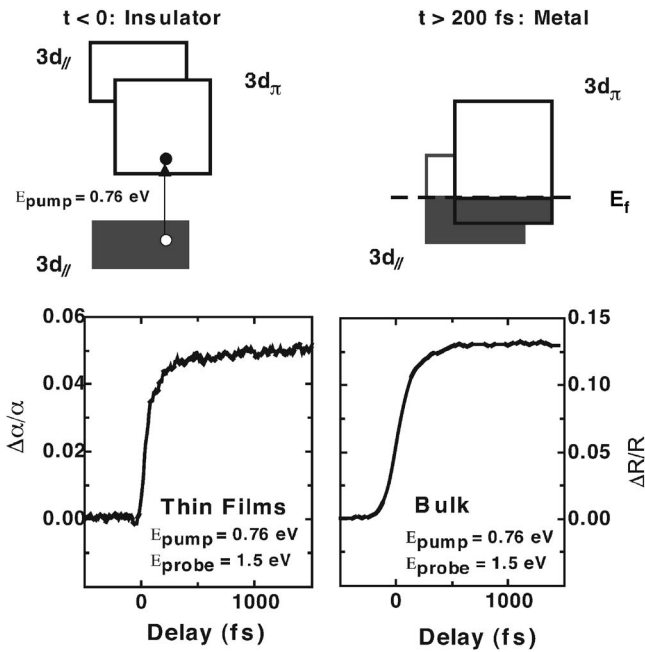 t < 0: Insulator
3d//
3dπ
Epump = 0.76 eV
3d//
t > 200 fs: Metal
3dπ
Ef
3d//
0.06
0.04
0.02
0.00
Δα/α
Thin Films
Epump = 0.76 eV
Eprobe = 1.5 eV
0
1000
Delay (fs)
Bulk
Epump = 0.76 eV
Eprobe = 1.5 eV
0
1000
Delay (fs)
0.15
0.10
0.05
0.00
ΔR/R